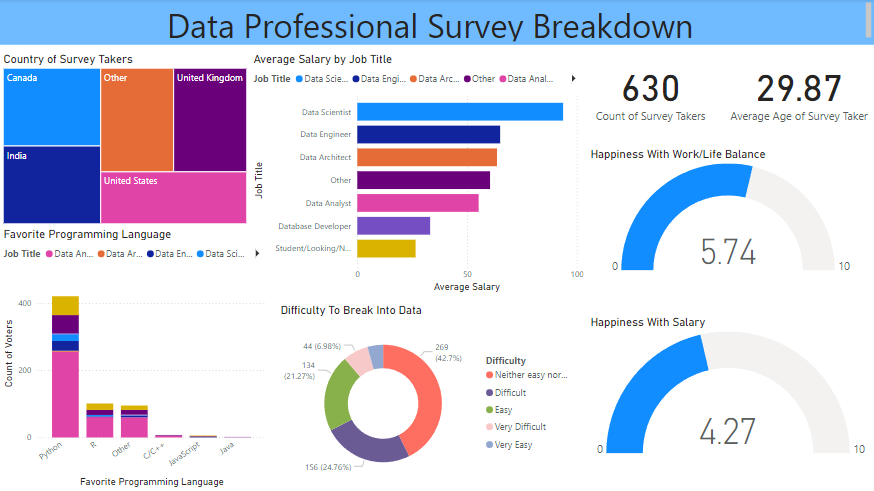 Data Professional Survey Breakdown
Country of Survey Takers
Canada
Other
United Kingdom
India
United States
Average Salary by Job Title
Job Title Data Scie... Data Engi... Data Arc... Other Data Anal...
Job Title
Data Scientist
Data Engineer
Data Architect
Other
Data Analyst
Database Developer
Student/Looking/N...
0 50 100
Average Salary
630
Count of Survey Takers
29.87
Average Age of Survey Taker
Happiness With Work/Life Balance
5.74
0 10
Favorite Programming Language
Job Title Data An... Data Ar... Data En... Data Sci...
Count of Voters
400
200
0
Python R Other C/C++ JavaScript Java
Favorite Programming Language
Difficulty To Break Into Data
44 (6.98%)
269
(42.7%)
134
(21.27%)
156 (24.76%)
Difficulty
Neither easy nor...
Difficult
Easy
Very Difficult
Very Easy
Happiness With Salary
4.27
0 10